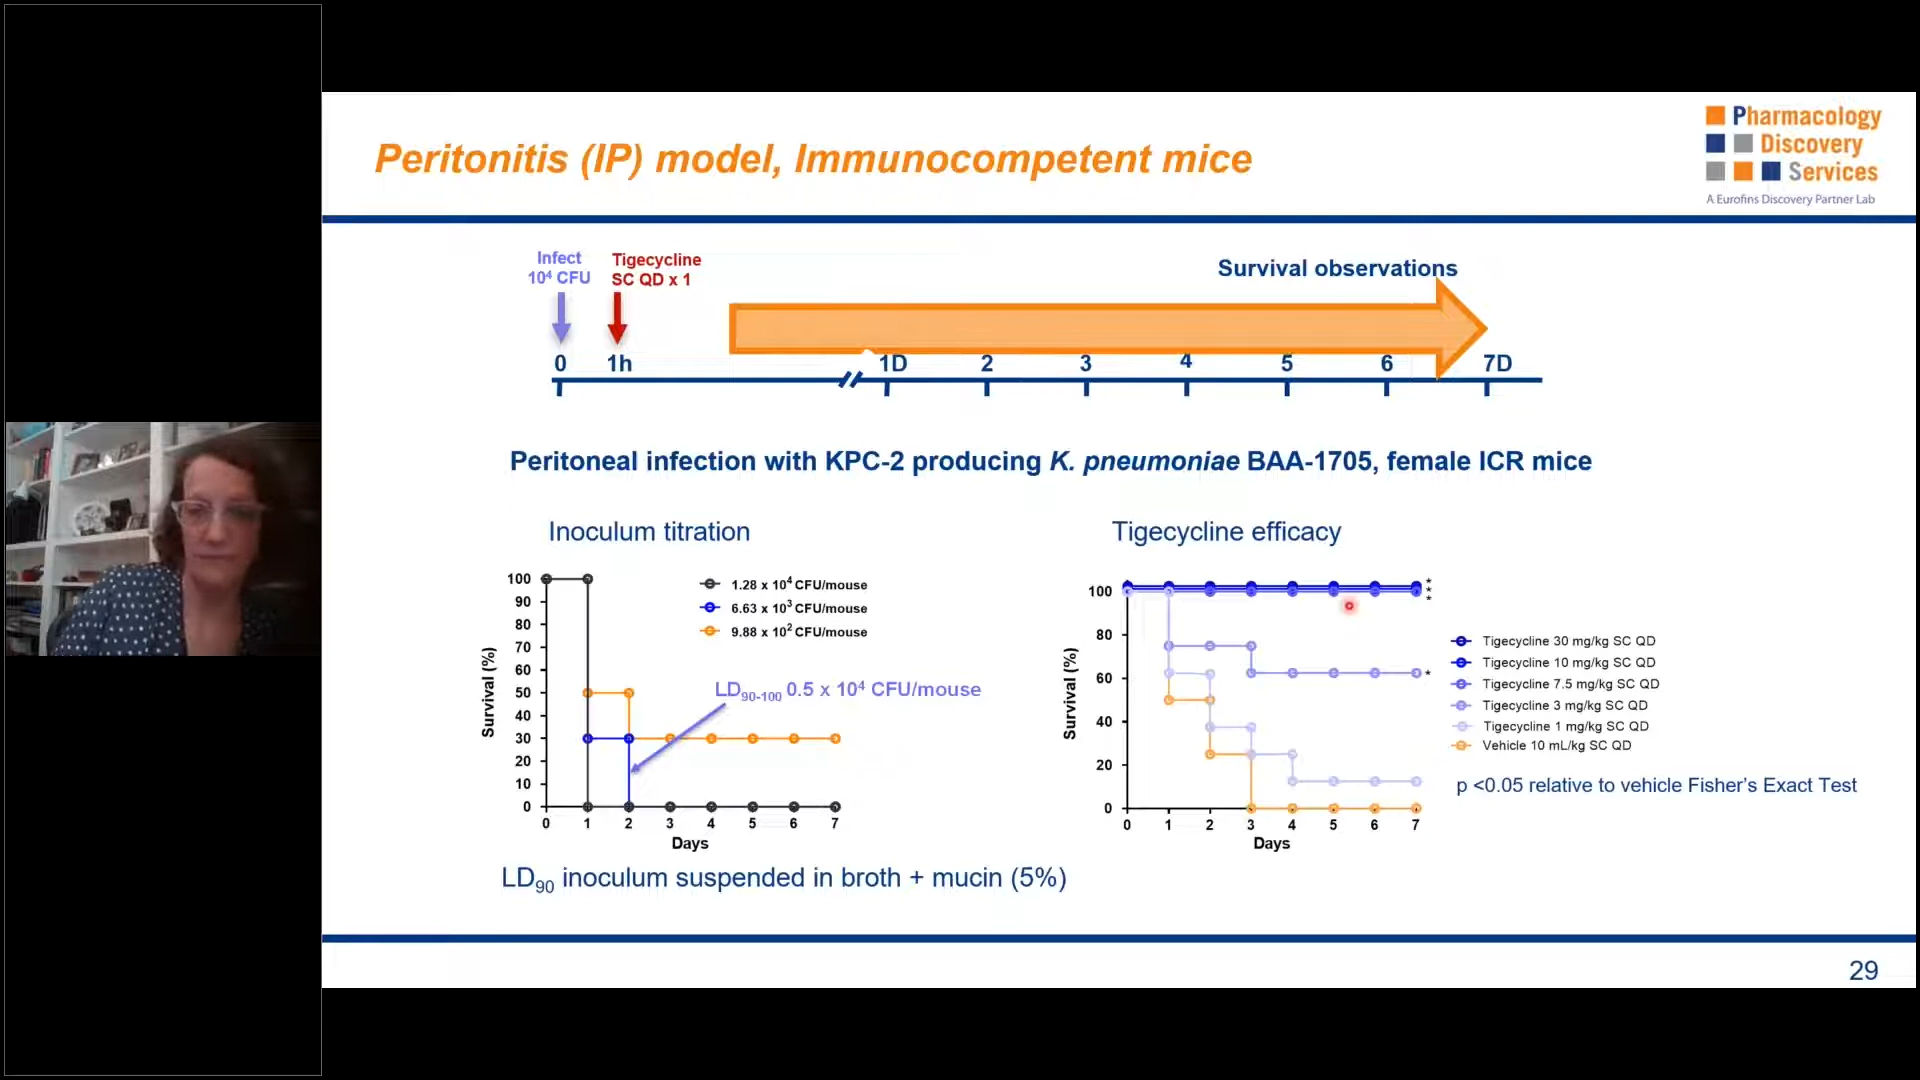 Peritonitis (IP) model, Immunocompetent mice
Pharmacology
Discovery
Services
A Eurofins Discovery Partner Lab
Infect
10⁴ CFU
Tigecycline
SC QD x 1
Survival observations
0 1h 1D 2 3 4 5 6 7D
Peritoneal infection with KPC-2 producing K. pneumoniae BAA-1705, female ICR mice
Inoculum titration
100
90
80
70
60
50
40
30
20
10
0
Survival (%)
0 1 2 3 4 5 6 7
Days
1.28 x 10⁴ CFU/mouse
6.63 x 10³ CFU/mouse
9.88 x 10² CFU/mouse
LD₉₀₋₁₀₀ 0.5 x 10⁴ CFU/mouse
LD₉₀ inoculum suspended in broth + mucin (5%)
Tigecycline efficacy
100
80
60
40
20
0
Survival (%)
0 1 2 3 4 5 6 7
Days
*
*
*
*
Tigecycline 30 mg/kg SC QD
Tigecycline 10 mg/kg SC QD
Tigecycline 7.5 mg/kg SC QD
Tigecycline 3 mg/kg SC QD
Tigecycline 1 mg/kg SC QD
Vehicle 10 mL/kg SC QD
p <0.05 relative to vehicle Fisher's Exact Test
29